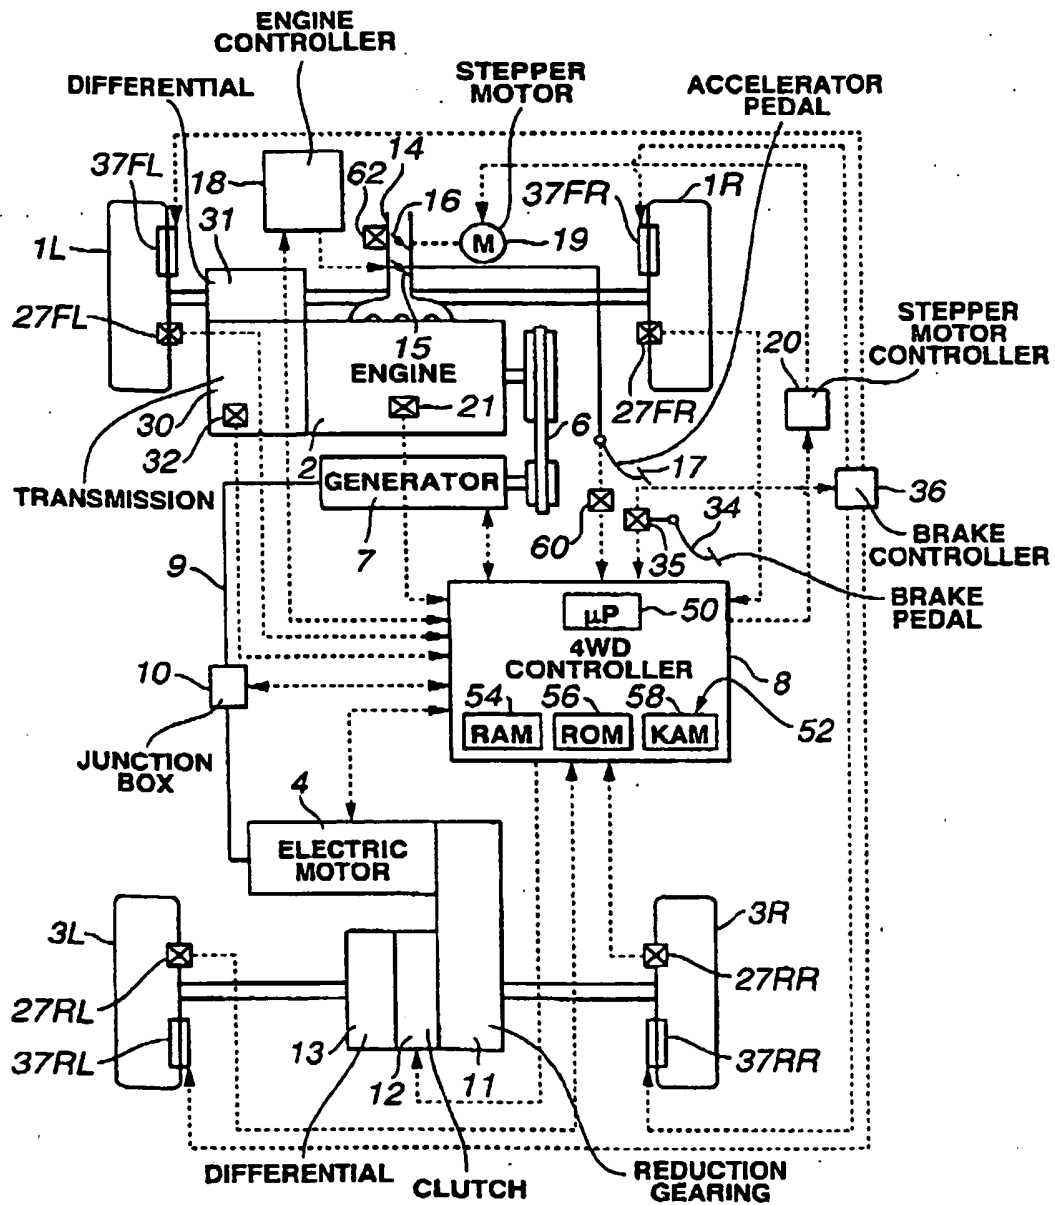 ENGINE
CONTROLLER
DIFFERENTIAL
STEPPER
MOTOR
ACCELERATOR
PEDAL
37FL
18
62
14
16
37FR
1R
31
M
19
1L
27FL
15
ENGINE
20
STEPPER
MOTOR
CONTROLLER
30
32
21
27FR
6
2
17
TRANSMISSION
GENERATOR
7
36
60
35
34
BRAKE
CONTROLLER
9
BRAKE
PEDAL
µP
50
4WD
CONTROLLER
8
10
54
56
58
52
RAM
ROM
KAM
JUNCTION
BOX
4
ELECTRIC
MOTOR
3L
3R
27RL
27RR
37RL
13
12
11
37RR
DIFFERENTIAL
CLUTCH
REDUCTION
GEARING